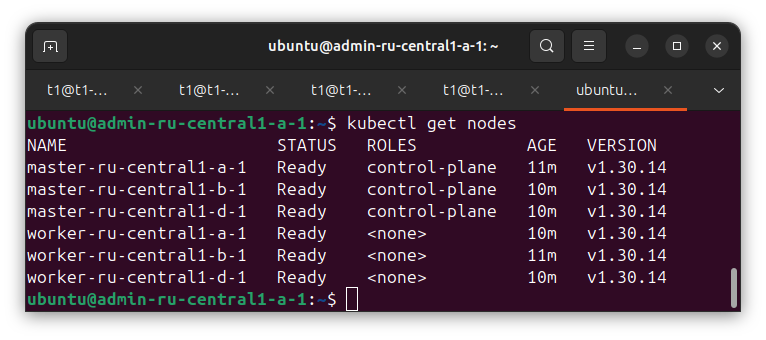 ubuntu@admin-ru-central1-a-1: ~
t1@t1-... t1@t1-... t1@t1-... t1@t1-... ubuntu...
ubuntu@admin-ru-central1-a-1:~$ kubectl get nodes
NAME STATUS ROLES AGE VERSION
master-ru-central1-a-1 Ready control-plane 11m v1.30.14
master-ru-central1-b-1 Ready control-plane 10m v1.30.14
master-ru-central1-d-1 Ready control-plane 10m v1.30.14
worker-ru-central1-a-1 Ready <none> 10m v1.30.14
worker-ru-central1-b-1 Ready <none> 11m v1.30.14
worker-ru-central1-d-1 Ready <none> 10m v1.30.14
ubuntu@admin-ru-central1-a-1:~$